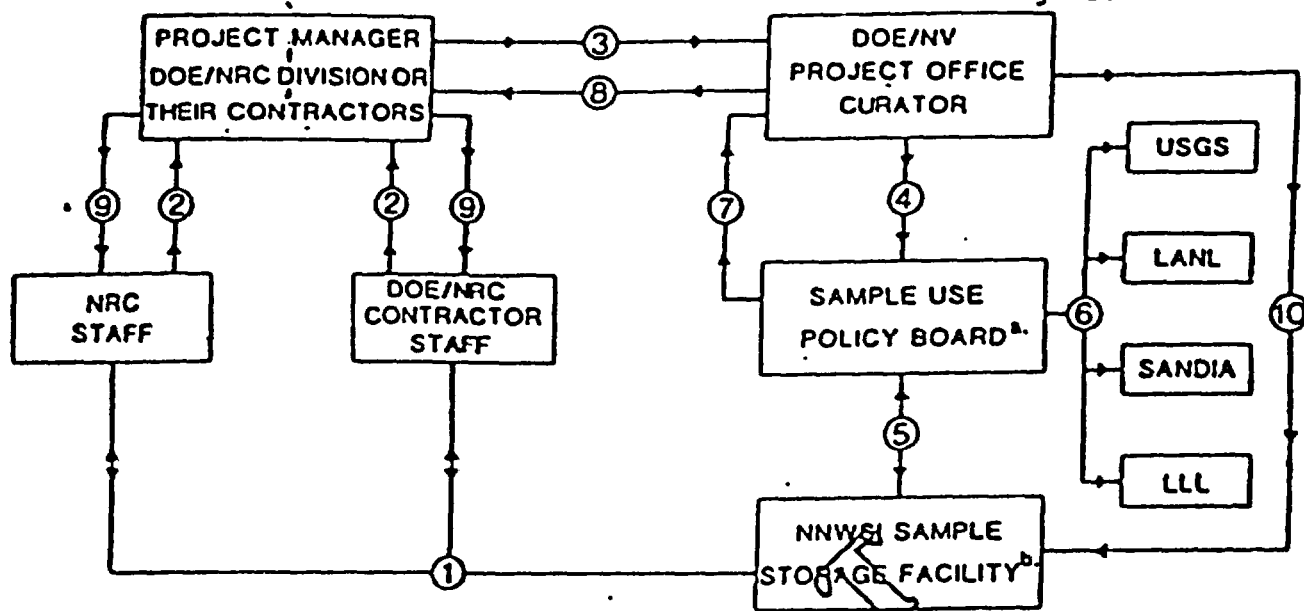 PROJECT MANAGER
DOE/NRC DIVISION OR
THEIR CONTRACTORS
3
8
DOE/NV
PROJECT OFFICE
CURATOR
9
2
2
9
7
4
USGS
LANL
NRC
STAFF
DOE/NRC
CONTRACTOR
STAFF
SAMPLE USE
POLICY BOARD a.
6
10
SANDIA
5
LLL
NNWSI SAMPLE
STORAGE FACILITY b.
1